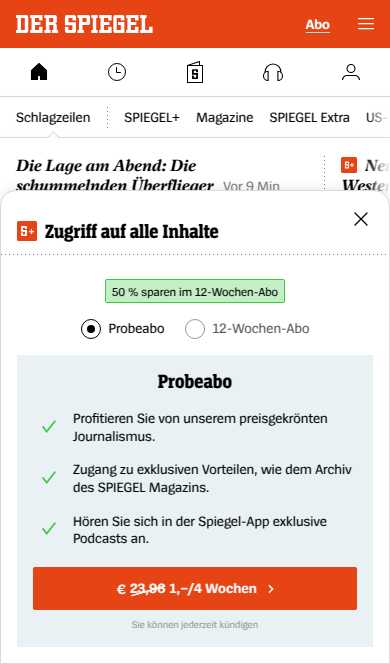 DER SPIEGEL
Abo
Schlagzeilen
SPIEGEL+
Magazine
SPIEGEL Extra
US-
Die Lage am Abend: Die
schummelnden Überflieger Vor 9 Min
S+
S+ Zugriff auf alle Inhalte
50 % sparen im 12-Wochen-Abo
Probeabo
12-Wochen-Abo
Probeabo
Profitieren Sie von unserem preisgekrönten
Journalismus.
Zugang zu exklusiven Vorteilen, wie dem Archiv
des SPIEGEL Magazins.
Hören Sie sich in der Spiegel-App exklusive
Podcasts an.
€ 23,96 1,–/4 Wochen
Sie können jederzeit kündigen